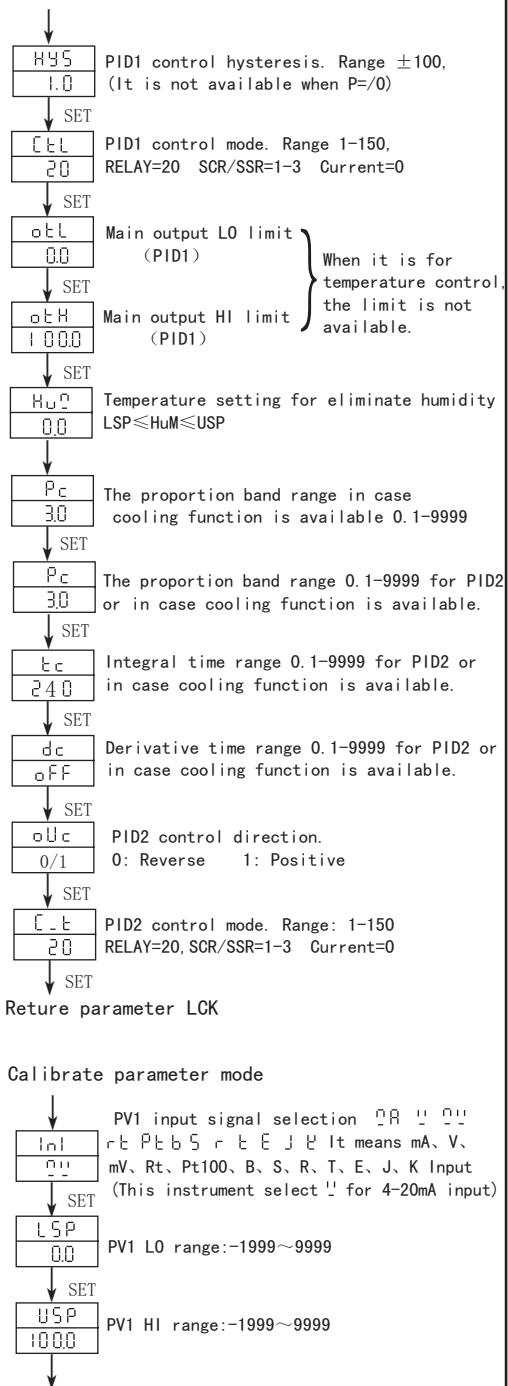 HYS
1.0
PID1 control hysteresis. Range ±100,
(It is not available when P=/0)
SET
CtL
20
PID1 control mode. Range 1-150,
RELAY=20 SCR/SSR=1-3 Current=0
SET
otL
0.0
Main output LO limit
(PID1)
SET
otH
100.0
Main output HI limit
(PID1)
When it is for
temperature control,
the limit is not
available.
SET
HuM
0.0
Temperature setting for eliminate humidity
LSP≤HuM≤USP
Pc
3.0
The proportion band range in case
cooling function is available 0.1-9999
SET
Pc
3.0
The proportion band range 0.1-9999 for PID2
or in case cooling function is available.
SET
tc
240
Integral time range 0.1-9999 for PID2 or
in case cooling function is available.
SET
dc
oFF
Derivative time range 0.1-9999 for PID2 or
in case cooling function is available.
SET
oUc
0/1
PID2 control direction.
0: Reverse 1: Positive
SET
C_t
20
PID2 control mode. Range: 1-150
RELAY=20, SCR/SSR=1-3 Current=0
SET
Reture parameter LCK
Calibrate parameter mode
In1
MV
PV1 input signal selection MA V MV
rt Pt b S r t E J K It means mA、V、
mV、Rt、Pt100、B、S、R、T、E、J、K Input
(This instrument select V for 4-20mA input)
SET
LSP
0.0
PV1 LO range:-1999～9999
SET
USP
100.0
PV1 HI range:-1999～9999